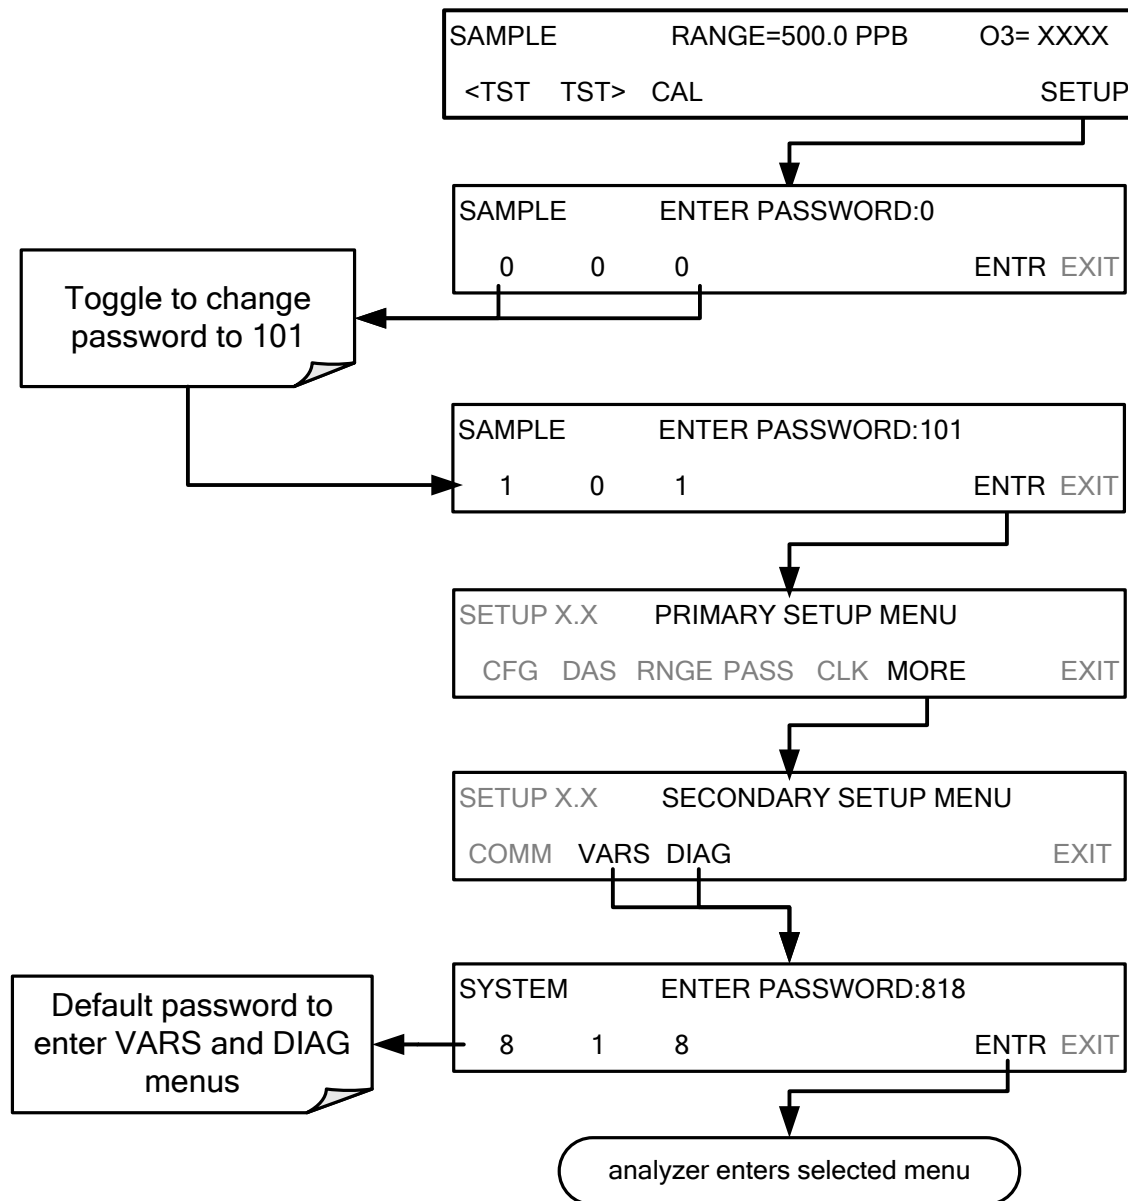 SAMPLE RANGE=500.0 PPB O3= XXXX
<TST TST> CAL SETUP
SAMPLE ENTER PASSWORD:0
0 0 0 ENTR EXIT
Toggle to change
password to 101
SAMPLE ENTER PASSWORD:101
1 0 1 ENTR EXIT
SETUP X.X PRIMARY SETUP MENU
CFG DAS RNGE PASS CLK MORE EXIT
SETUP X.X SECONDARY SETUP MENU
COMM VARS DIAG EXIT
SYSTEM ENTER PASSWORD:818
8 1 8 ENTR EXIT
Default password to
enter VARS and DIAG
menus
analyzer enters selected menu